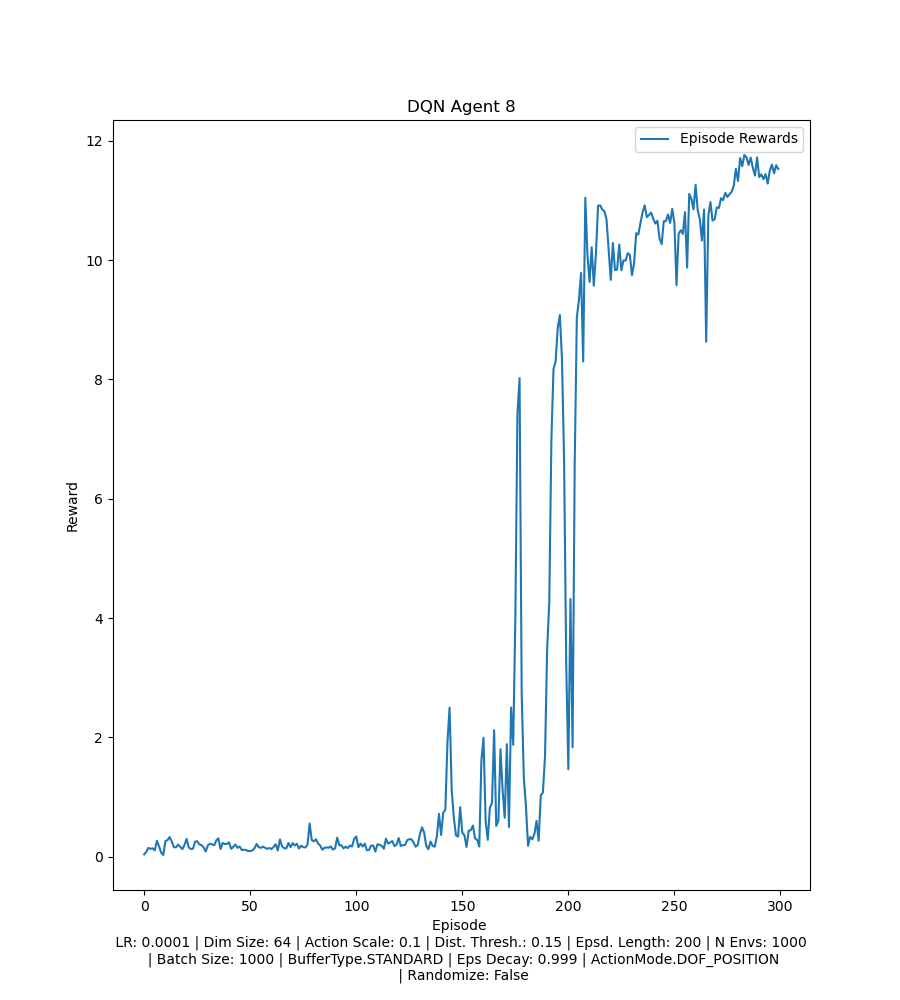 DQN Agent 8
Episode Rewards
12
10
8
6
4
2
0
Reward
0 50 100 150 200 250 300
Episode
LR: 0.0001 | Dim Size: 64 | Action Scale: 0.1 | Dist. Thresh.: 0.15 | Epsd. Length: 200 | N Envs: 1000
| Batch Size: 1000 | BufferType.STANDARD | Eps Decay: 0.999 | ActionMode.DOF_POSITION
| Randomize: False